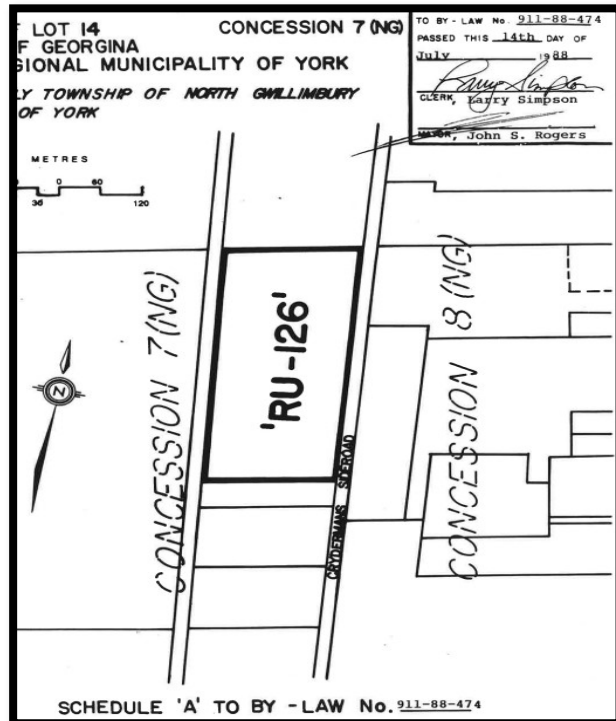 F LOT 14 CONCESSION 7 (NG)
F GEORGINA
GIONAL MUNICIPALITY OF YORK
LY TOWNSHIP OF NORTH GWILLIMBURY
OF YORK
TO BY - LAW No. 911-88-474
PASSED THIS 14th DAY OF
July 1988
CLERK, Larry Simpson
MAYOR, John S. Rogers
METRES
0 60
36 120
CONCESSION 7(NG)
'RU-126'
CRYDERMANS SIDEROAD
CONCESSION 8 (NG)
N
SCHEDULE 'A' TO BY - LAW No. 911-88-474